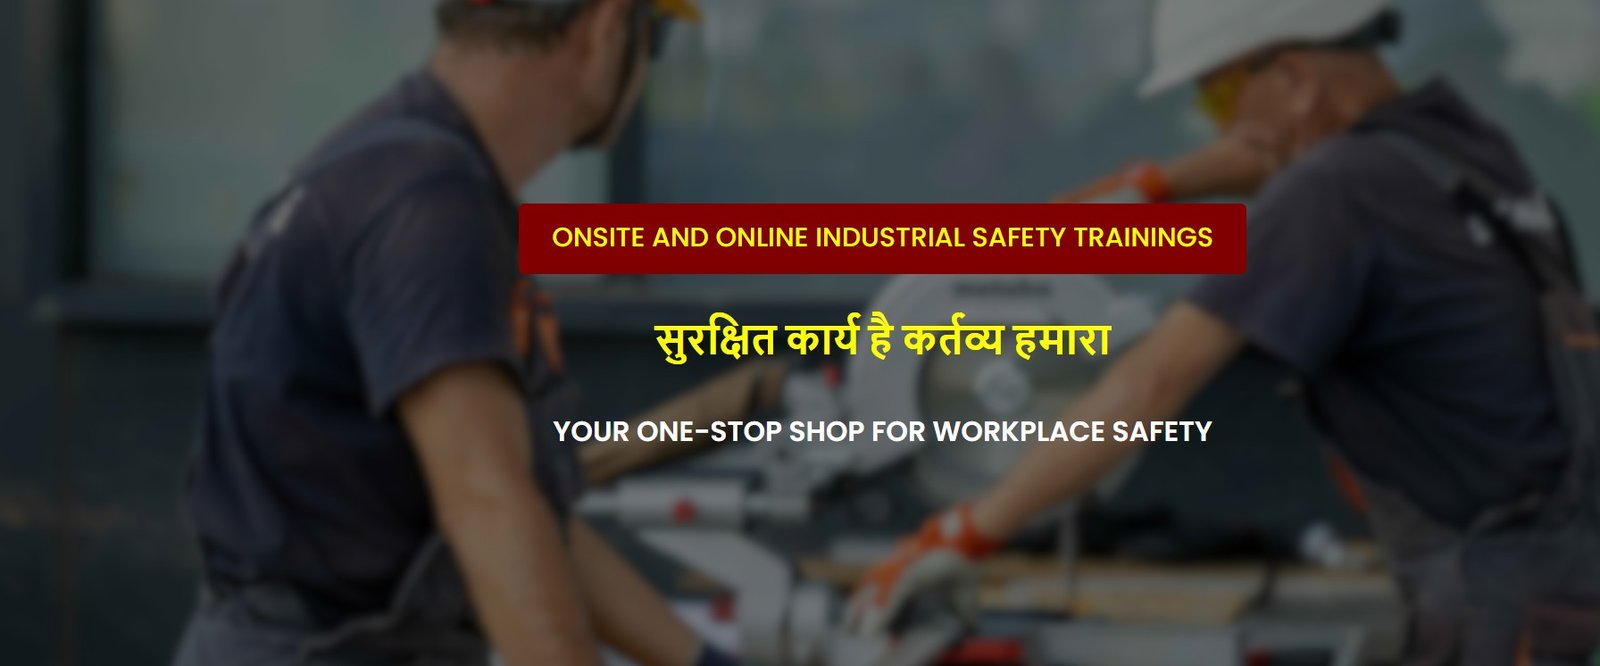 ONSITE AND ONLINE INDUSTRIAL SAFETY TRAININGS
सुरक्षित कार्य है कर्तव्य हमारा
YOUR ONE-STOP SHOP FOR WORKPLACE SAFETY